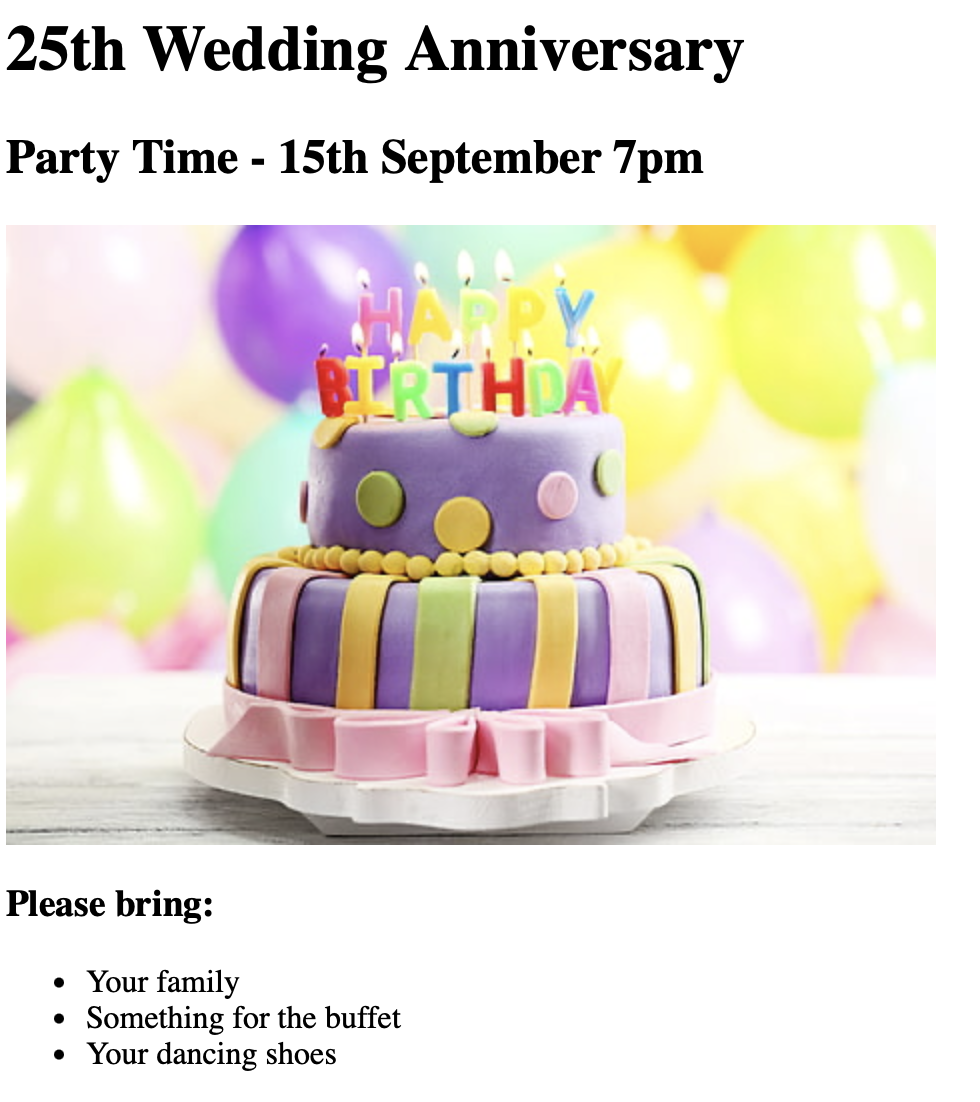 25th Wedding Anniversary
Party Time - 15th September 7pm
HAPPY
BIRTHDAY
Please bring:
• Your family
• Something for the buffet
• Your dancing shoes